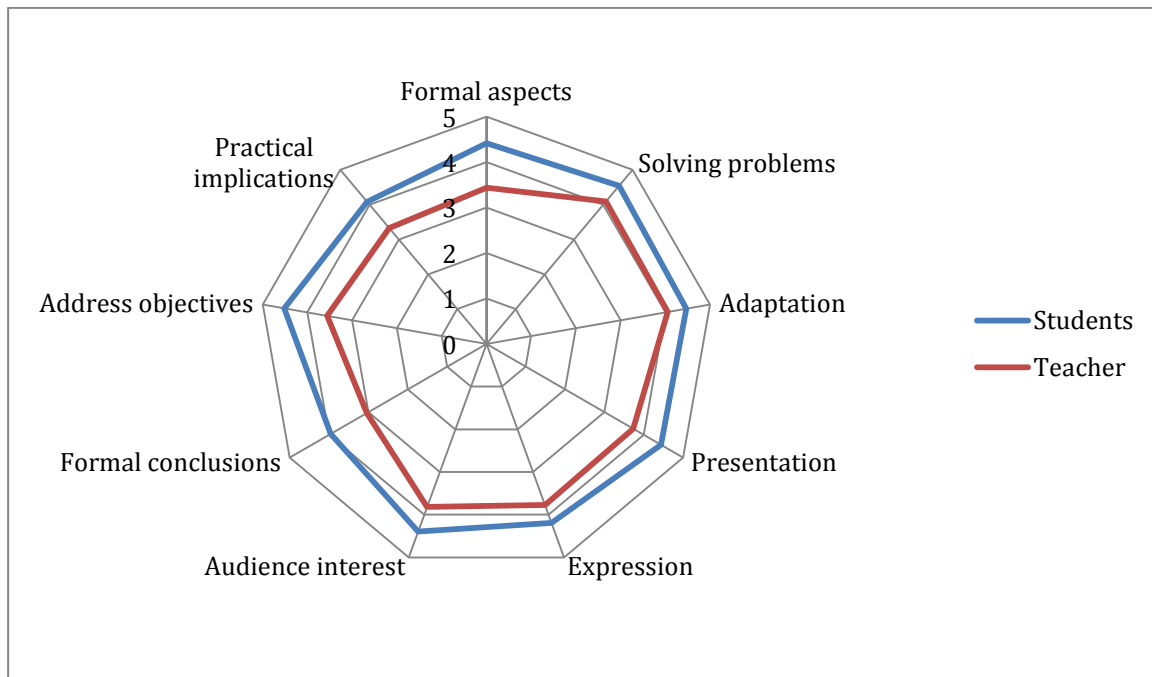 Formal aspects
5
4
3
2
1
0
Solving problems
Adaptation
Presentation
Expression
Audience interest
Formal conclusions
Address objectives
Practical
implications
Students
Teacher